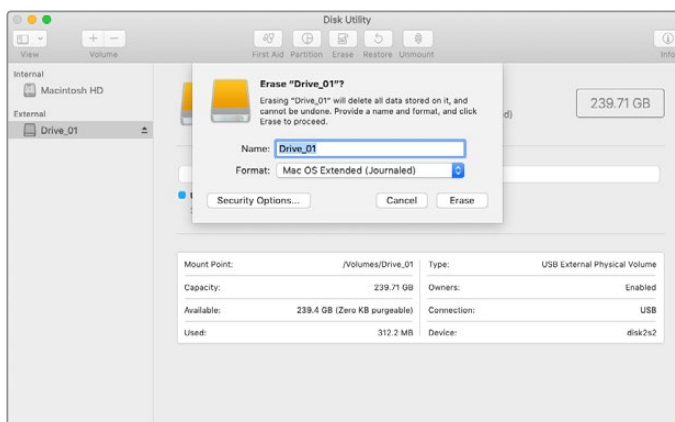 Disk Utility
View
Volume
First Aid
Partition
Erase
Restore
Unmount
Info
Internal
Macintosh HD
External
Drive_01
Erase "Drive_01"?
Erasing "Drive_01" will delete all data stored on it, and
cannot be undone. Provide a name and format, and click
Erase to proceed.
Name: Drive_01
Format: Mac OS Extended (Journaled)
Security Options...
Cancel
Erase
239.71 GB
Mount Point: /Volumes/Drive_01
Type: USB External Physical Volume
Capacity: 239.71 GB
Owners: Enabled
Available: 239.4 GB (Zero KB purgeable)
Connection: USB
Used: 312.2 MB
Device: disk2s2